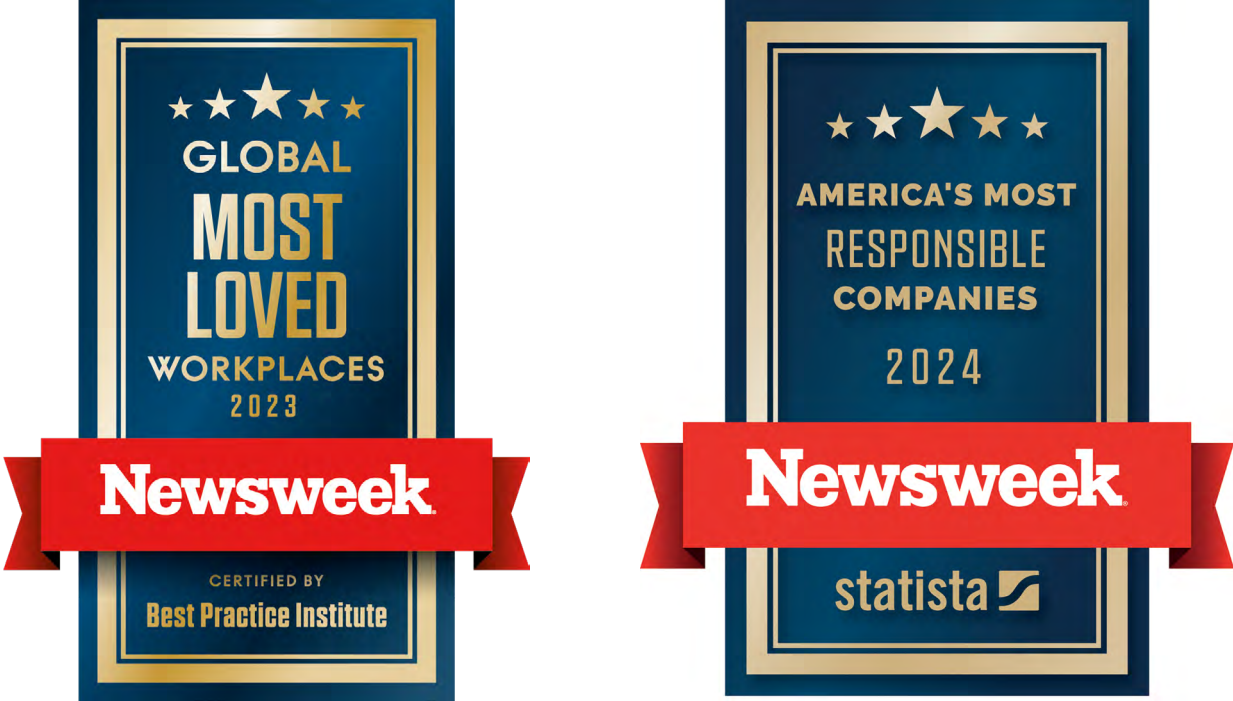 GLOBAL
MOST
LOVED
WORKPLACES
2023
Newsweek
CERTIFIED BY
Best Practice Institute
AMERICA'S MOST
RESPONSIBLE
COMPANIES
2024
Newsweek
statista